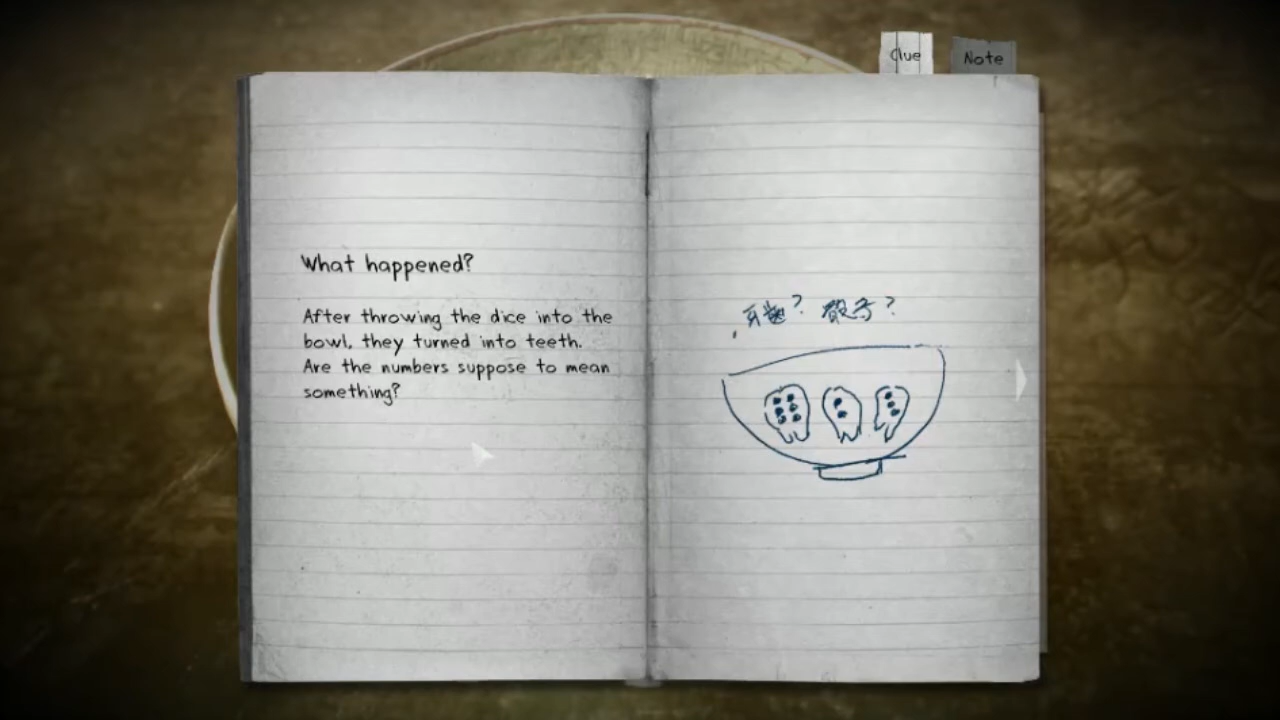 Clue
Note
What happened?
After throwing the dice into the
bowl, they turned into teeth.
Are the numbers suppose to mean
something?
牙齒? 骰子?